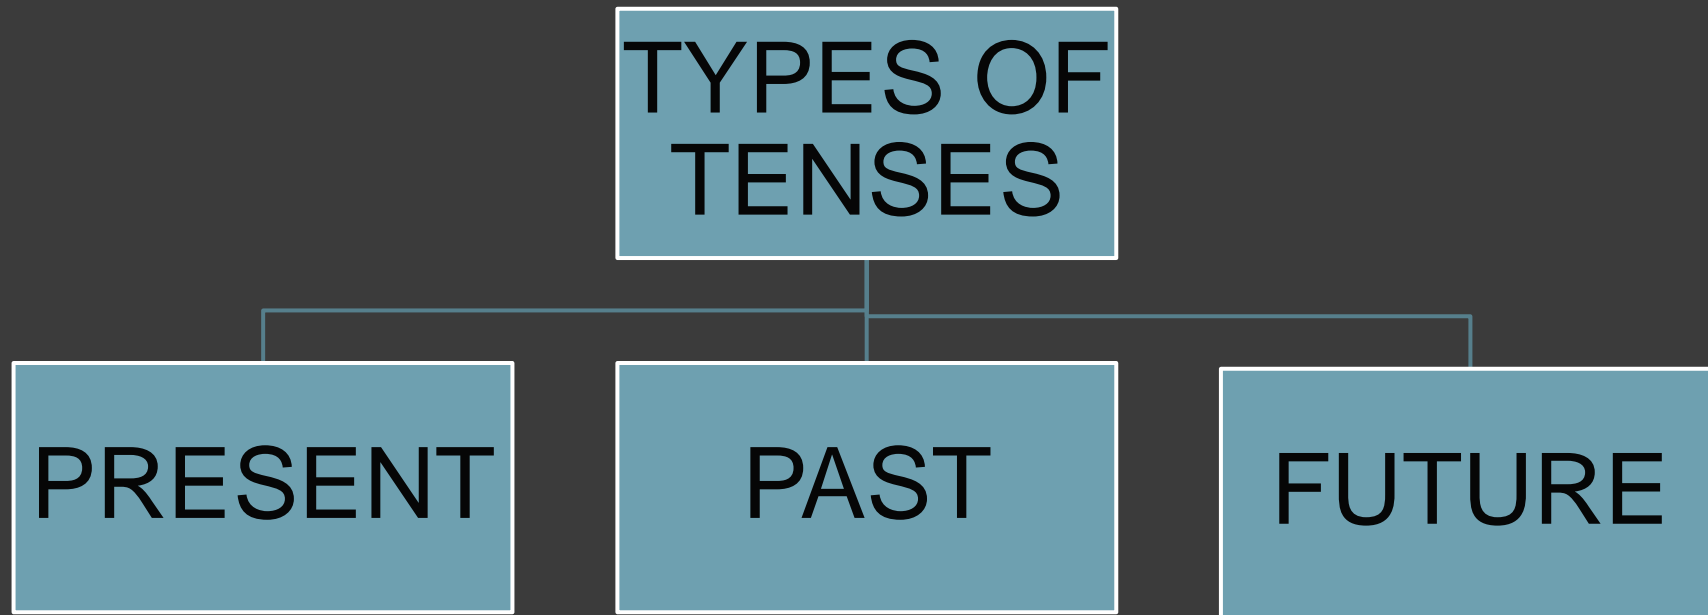 TYPES OF
TENSES
PRESENT
PAST
FUTURE